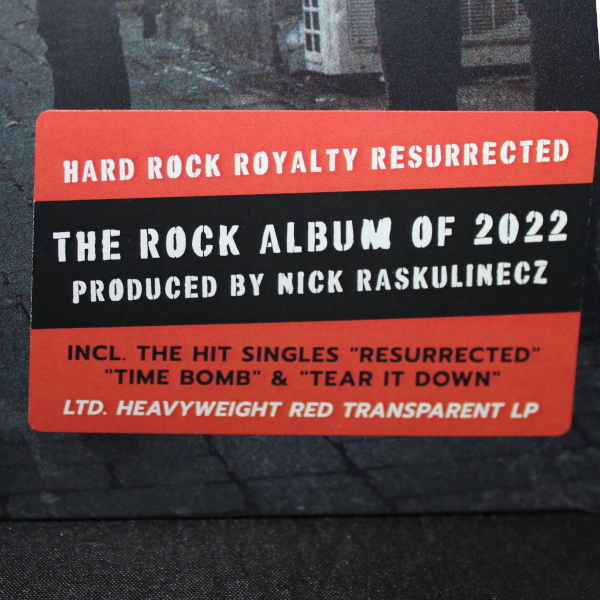 HARD ROCK ROYALTY RESURRECTED
THE ROCK ALBUM OF 2022
PRODUCED BY NICK RASKULINECZ
INCL. THE HIT SINGLES "RESURRECTED"
"TIME BOMB" & "TEAR IT DOWN"
LTD. HEAVYWEIGHT RED TRANSPARENT LP